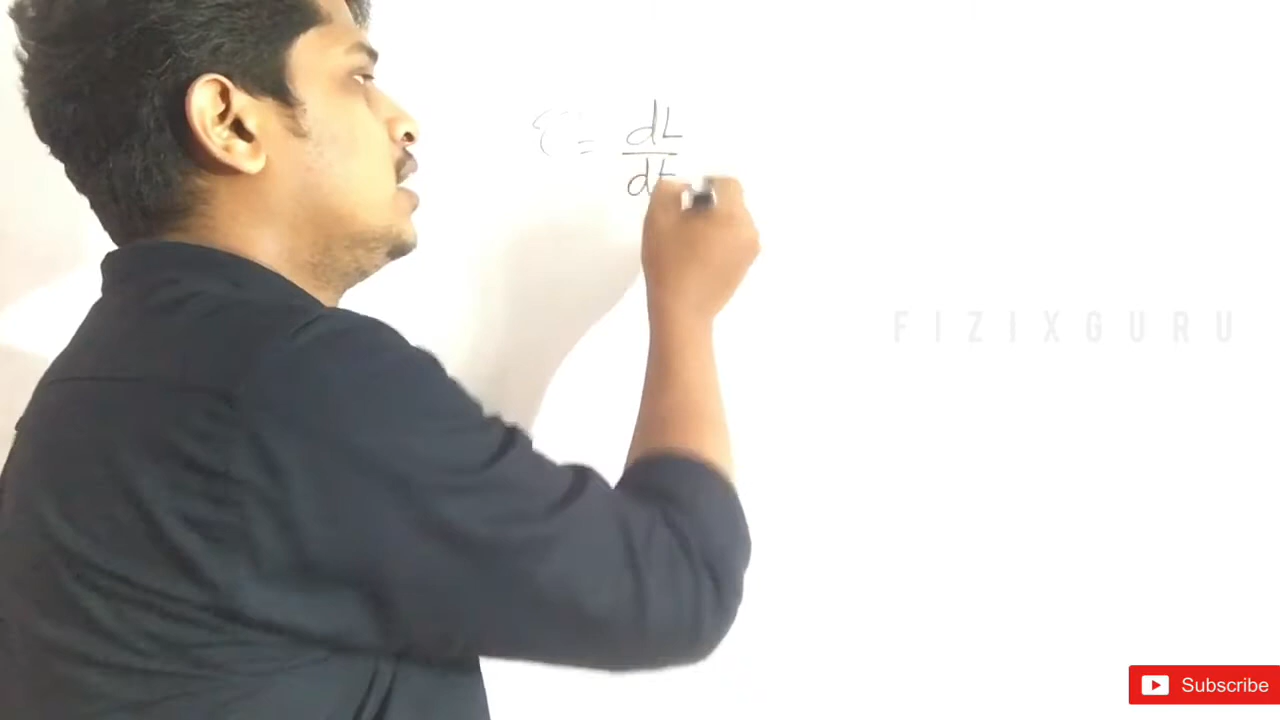 τ = dL
dt
FIZIXGURU
Subscribe